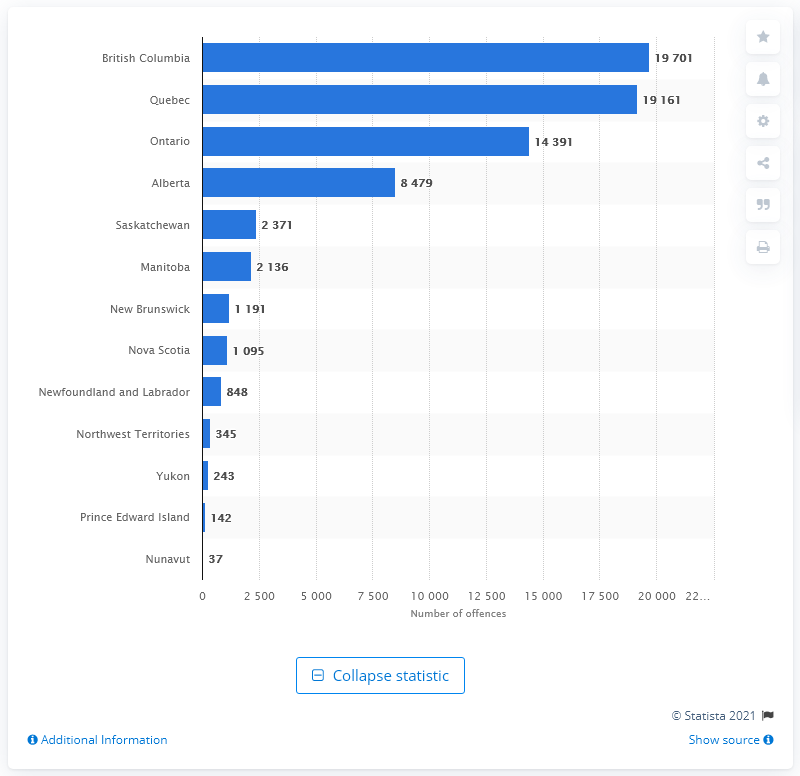 British Columbia 19 701
Quebec 19 161
Ontario 14 391
Alberta 8 479
Saskatchewan 2 371
Manitoba 2 136
New Brunswick 1 191
Nova Scotia 1 095
Newfoundland and Labrador 848
Northwest Territories 345
Yukon 243
Prince Edward Island 142
Nunavut 37
0 2 500 5 000 7 500 10 000 12 500 15 000 17 500 20 000 22…
Number of offences
Collapse statistic
© Statista 2021
Additional Information Show source